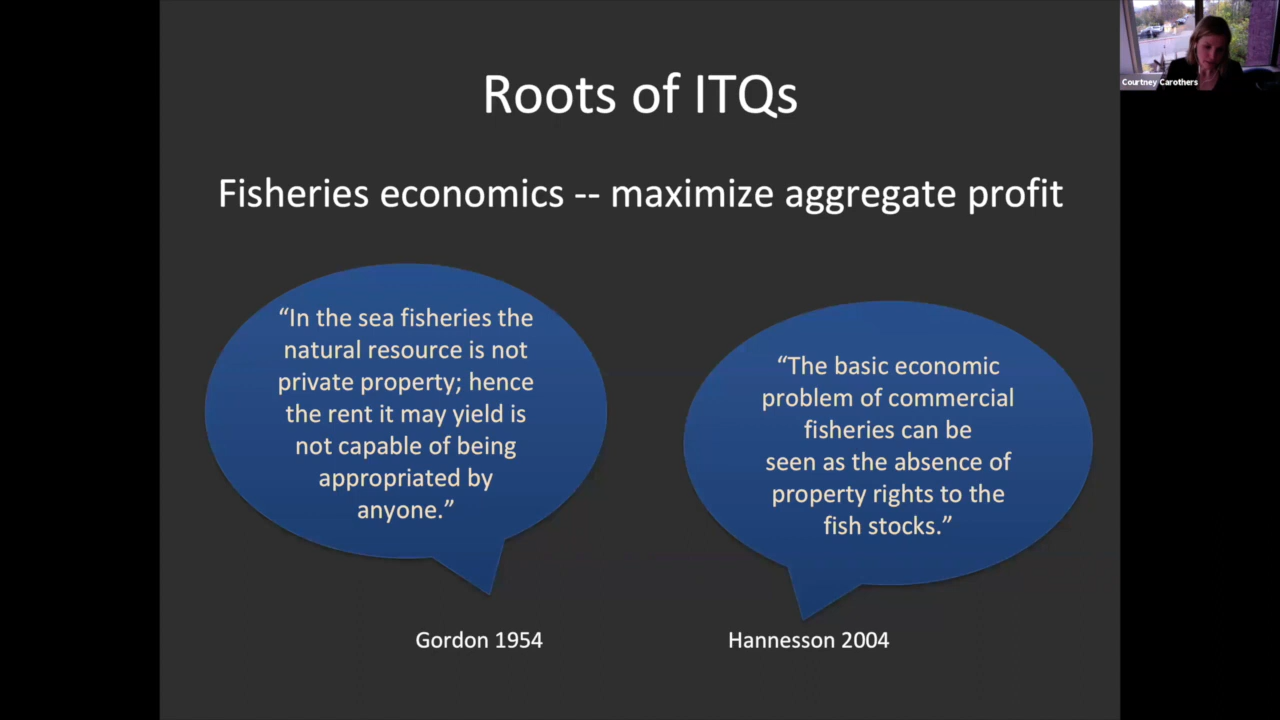 Courtney Carothers
Roots of ITQs
Fisheries economics -- maximize aggregate profit
“In the sea fisheries the
natural resource is not
private property; hence
the rent it may yield is
not capable of being
appropriated by
anyone.”
“The basic economic
problem of commercial
fisheries can be
seen as the absence of
property rights to the
fish stocks.”
Gordon 1954
Hannesson 2004